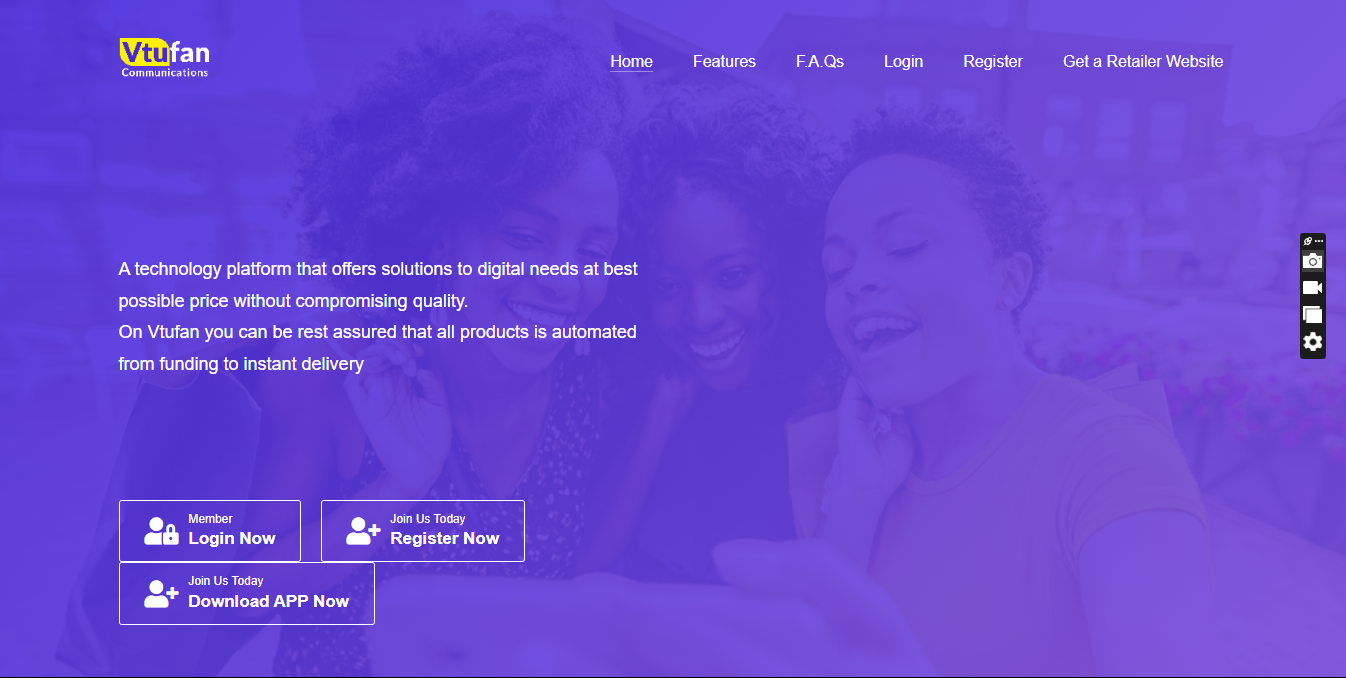 Vtufan
Communications
Home
Features
F.A.Qs
Login
Register
Get a Retailer Website
A technology platform that offers solutions to digital needs at best
possible price without compromising quality.
On Vtufan you can be rest assured that all products is automated
from funding to instant delivery
Member
Login Now
Join Us Today
Register Now
Join Us Today
Download APP Now